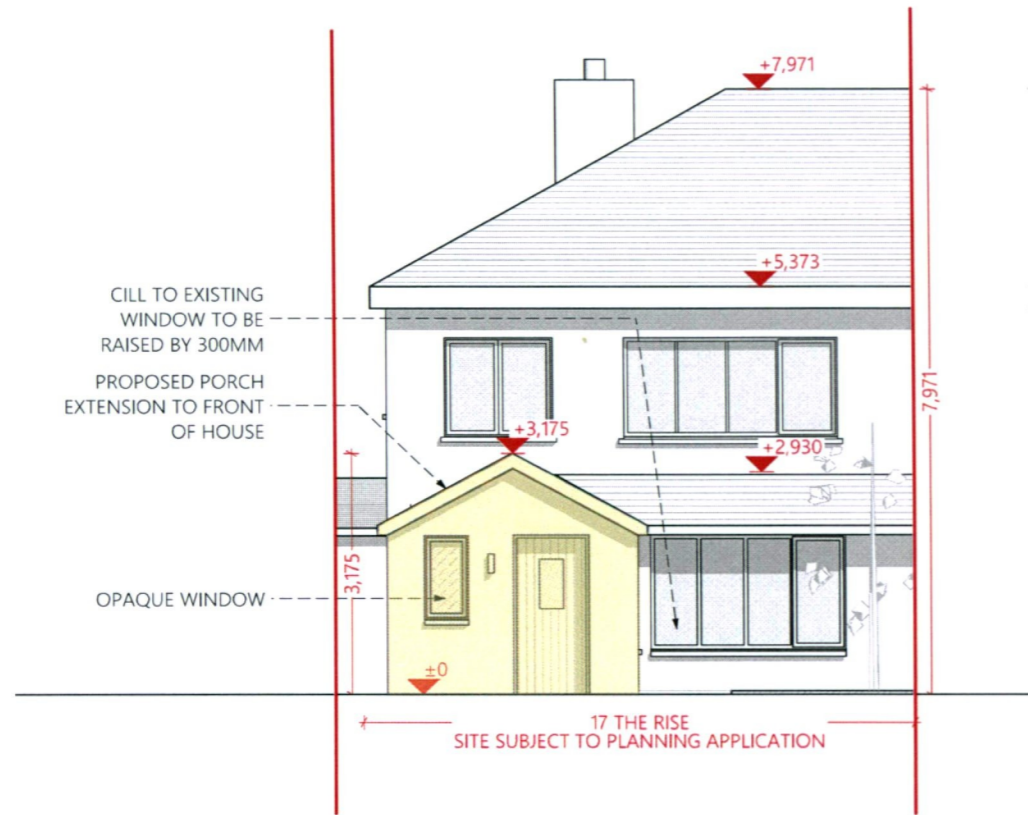 +7,971
+5,373
CILL TO EXISTING
WINDOW TO BE
RAISED BY 300MM
PROPOSED PORCH
EXTENSION TO FRONT
OF HOUSE
7,971
+3,175
+2,930
3,175
OPAQUE WINDOW
±0
17 THE RISE
SITE SUBJECT TO PLANNING APPLICATION